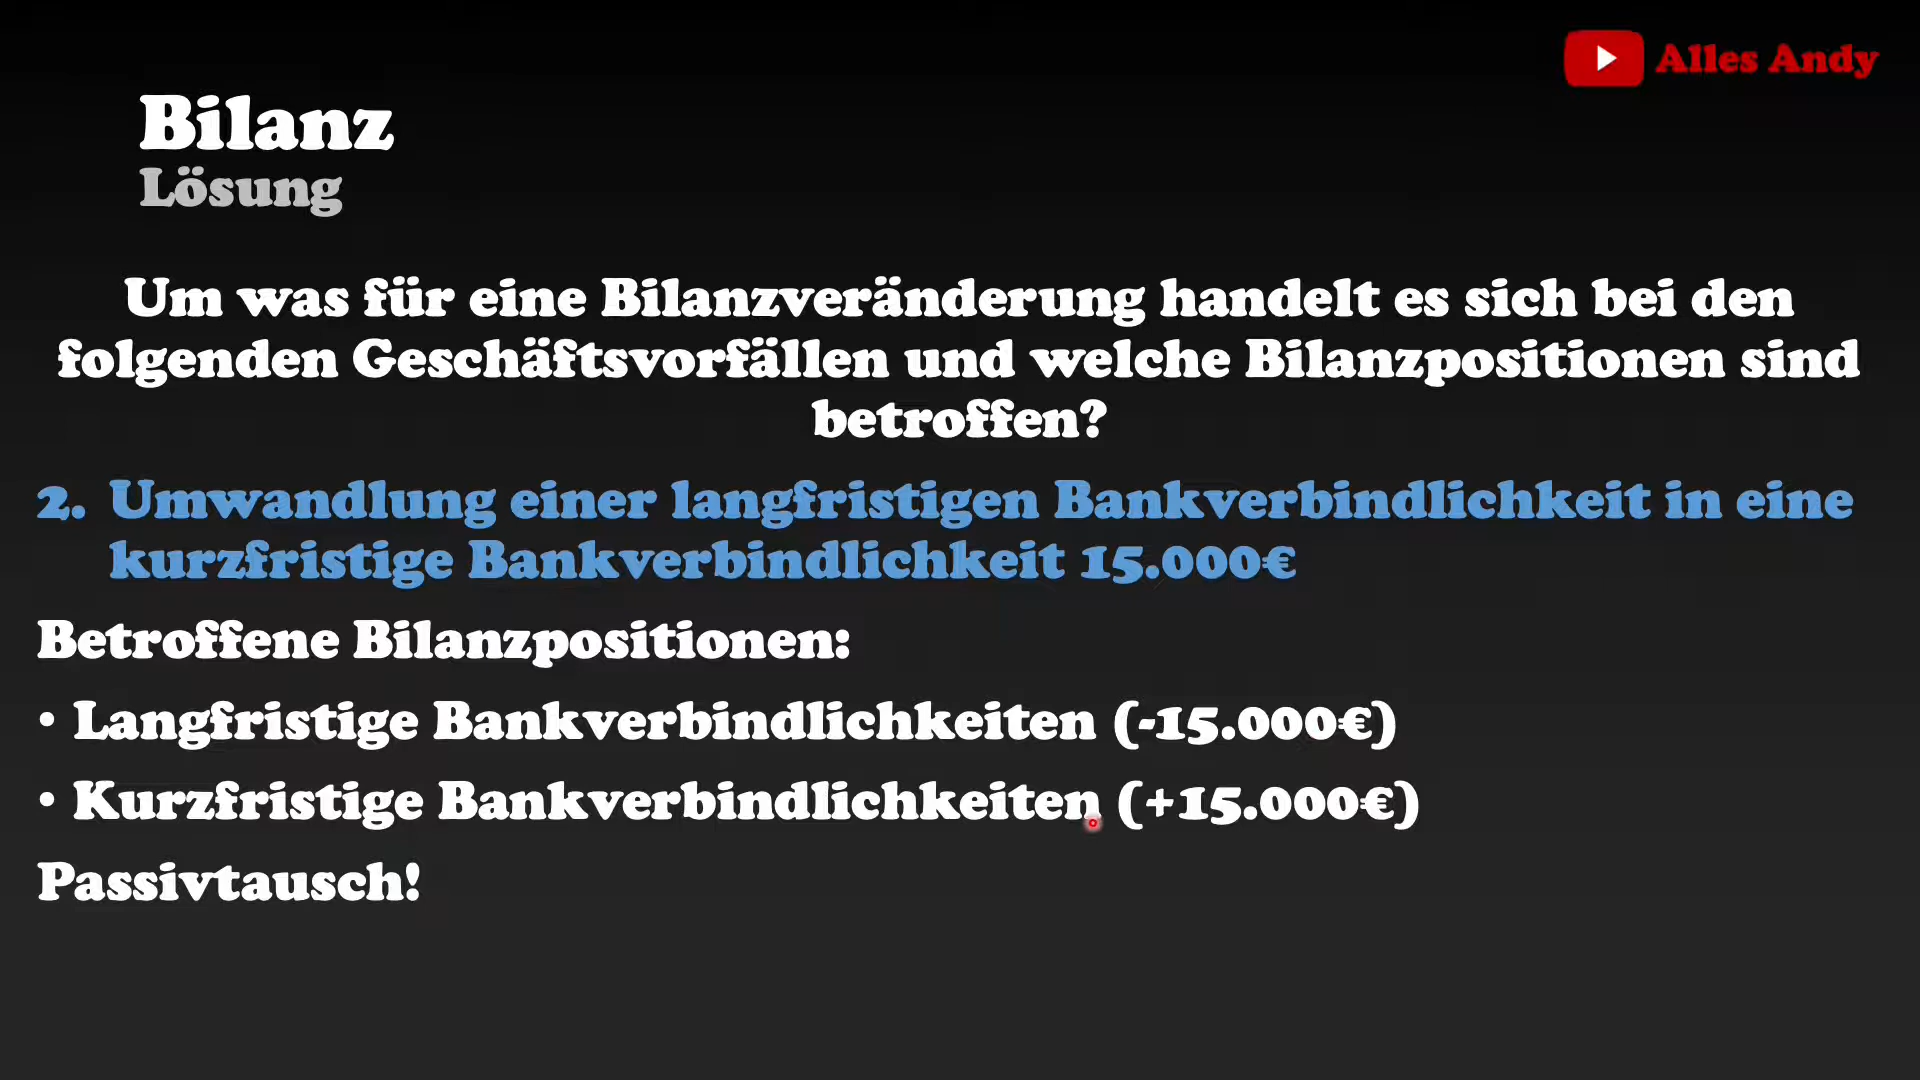 Alles Andy
Bilanz
Lösung
Um was für eine Bilanzveränderung handelt es sich bei den
folgenden Geschäftsvorfällen und welche Bilanzpositionen sind
betroffen?
2. Umwandlung einer langfristigen Bankverbindlichkeit in eine
kurzfristige Bankverbindlichkeit 15.000€
Betroffene Bilanzpositionen:
• Langfristige Bankverbindlichkeiten (-15.000€)
• Kurzfristige Bankverbindlichkeiten (+15.000€)
Passivtausch!